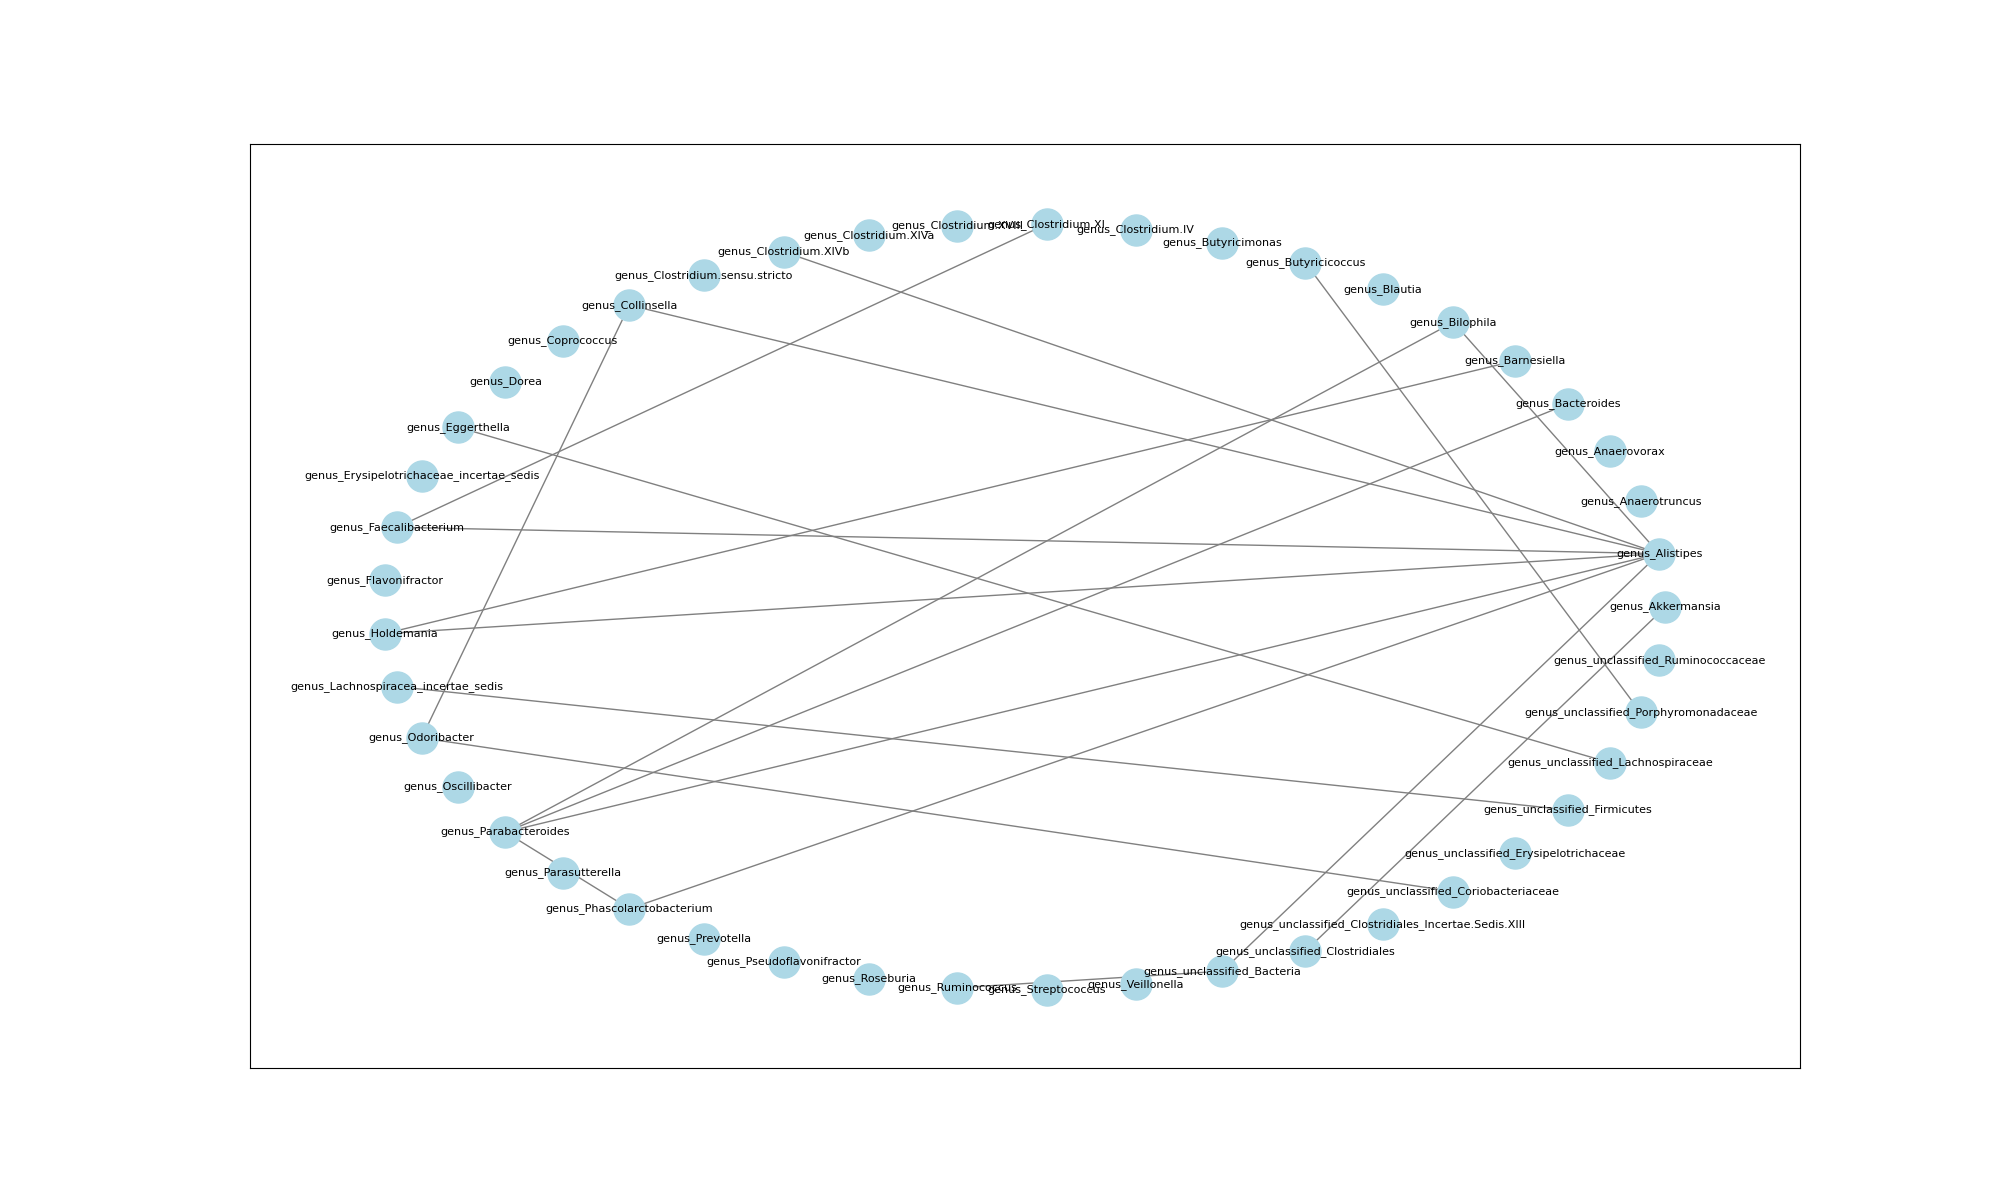 genus_Clostridium.XI
genus_Clostridium.XVIII
genus_Clostridium.IV
genus_Clostridium.XIVa
genus_Butyricimonas
genus_Clostridium.XIVb
genus_Butyricicoccus
genus_Clostridium.sensu.stricto
genus_Blautia
genus_Collinsella
genus_Bilophila
genus_Coprococcus
genus_Barnesiella
genus_Dorea
genus_Bacteroides
genus_Eggerthella
genus_Anaerovorax
genus_Erysipelotrichaceae_incertae_sedis
genus_Anaerotruncus
genus_Faecalibacterium
genus_Alistipes
genus_Flavonifractor
genus_Akkermansia
genus_Holdemania
genus_unclassified_Ruminococcaceae
genus_Lachnospiracea_incertae_sedis
genus_unclassified_Porphyromonadaceae
genus_Odoribacter
genus_unclassified_Lachnospiraceae
genus_Oscillibacter
genus_unclassified_Firmicutes
genus_Parabacteroides
genus_unclassified_Erysipelotrichaceae
genus_Parasutterella
genus_unclassified_Coriobacteriaceae
genus_Phascolarctobacterium
genus_unclassified_Clostridiales_Incertae.Sedis.XIII
genus_Prevotella
genus_unclassified_Clostridiales
genus_Pseudoflavonifractor
genus_unclassified_Bacteria
genus_Roseburia
genus_Veillonella
genus_Ruminococcus
genus_Streptococcus